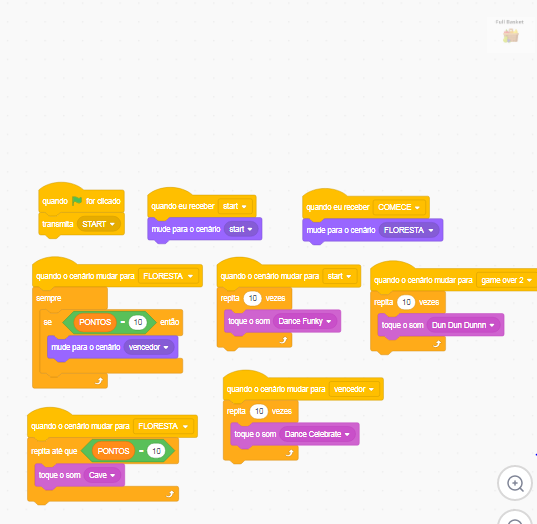 Full Basket
quando for clicado
transmita START
quando eu receber start
mude para o cenário start
quando eu receber COMECE
mude para o cenário FLORESTA
quando o cenário mudar para FLORESTA
sempre
se PONTOS = 10 então
mude para o cenário vencedor
quando o cenário mudar para start
repita 10 vezes
toque o som Dance Funky
quando o cenário mudar para game over 2
repita 10 vezes
toque o som Dun Dun Dunnn
quando o cenário mudar para vencedor
repita 10 vezes
toque o som Dance Celebrate
quando o cenário mudar para FLORESTA
repita até que PONTOS = 10
toque o som Cave